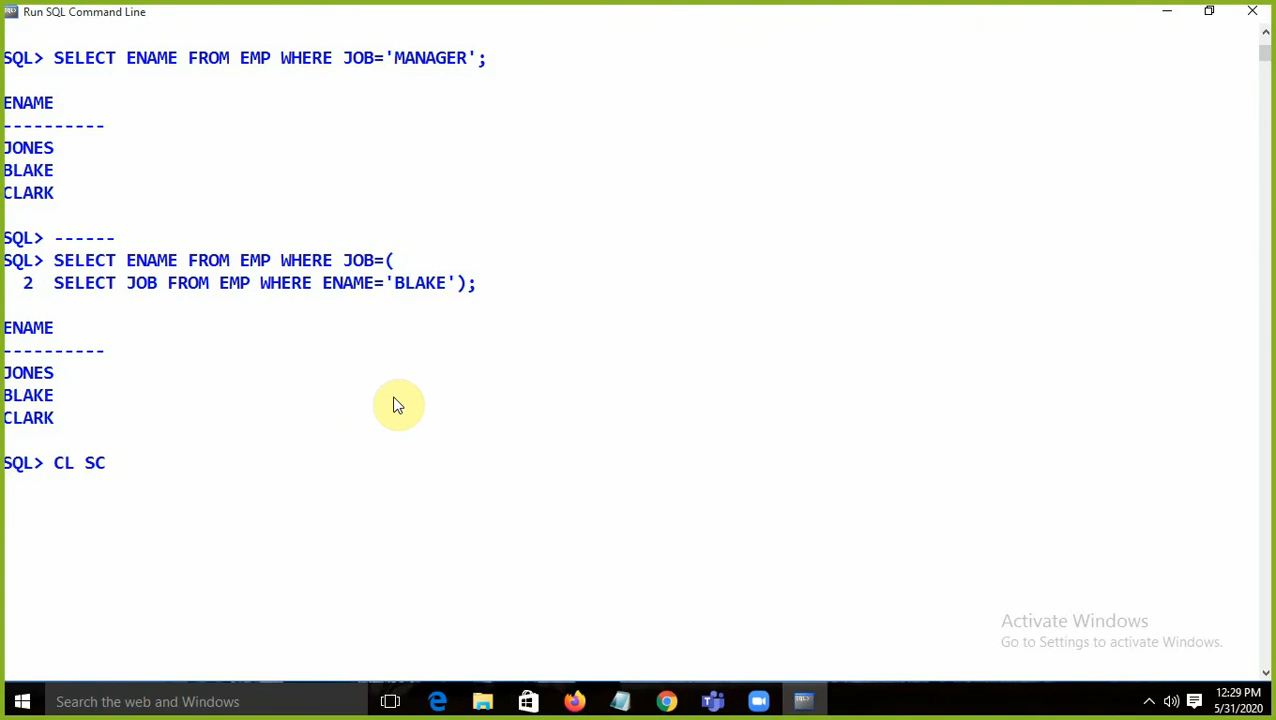 Run SQL Command Line
SQL> SELECT ENAME FROM EMP WHERE JOB='MANAGER';
ENAME
----------
JONES
BLAKE
CLARK
SQL> ------
SQL> SELECT ENAME FROM EMP WHERE JOB=(
2 SELECT JOB FROM EMP WHERE ENAME='BLAKE');
ENAME
----------
JONES
BLAKE
CLARK
SQL> CL SC
Activate Windows
Go to Settings to activate Windows.
Search the web and Windows
12:29 PM
5/31/2020